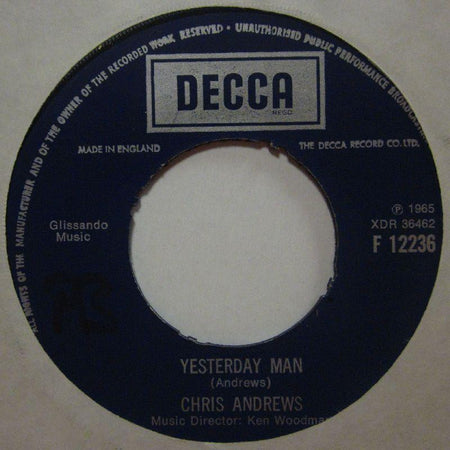 ALL RIGHTS OF THE MANUFACTURER AND OF THE OWNER OF THE RECORDED WORK RESERVED • UNAUTHORISED PUBLIC PERFORMANCE BROADCAS
DECCA
REGD.
MADE IN ENGLAND
THE DECCA RECORD CO. LTD.
Glissando
Music
℗ 1965
XDR 36462
F 12236
YESTERDAY MAN
(Andrews)
CHRIS ANDREWS
Music Director: Ken Woodman